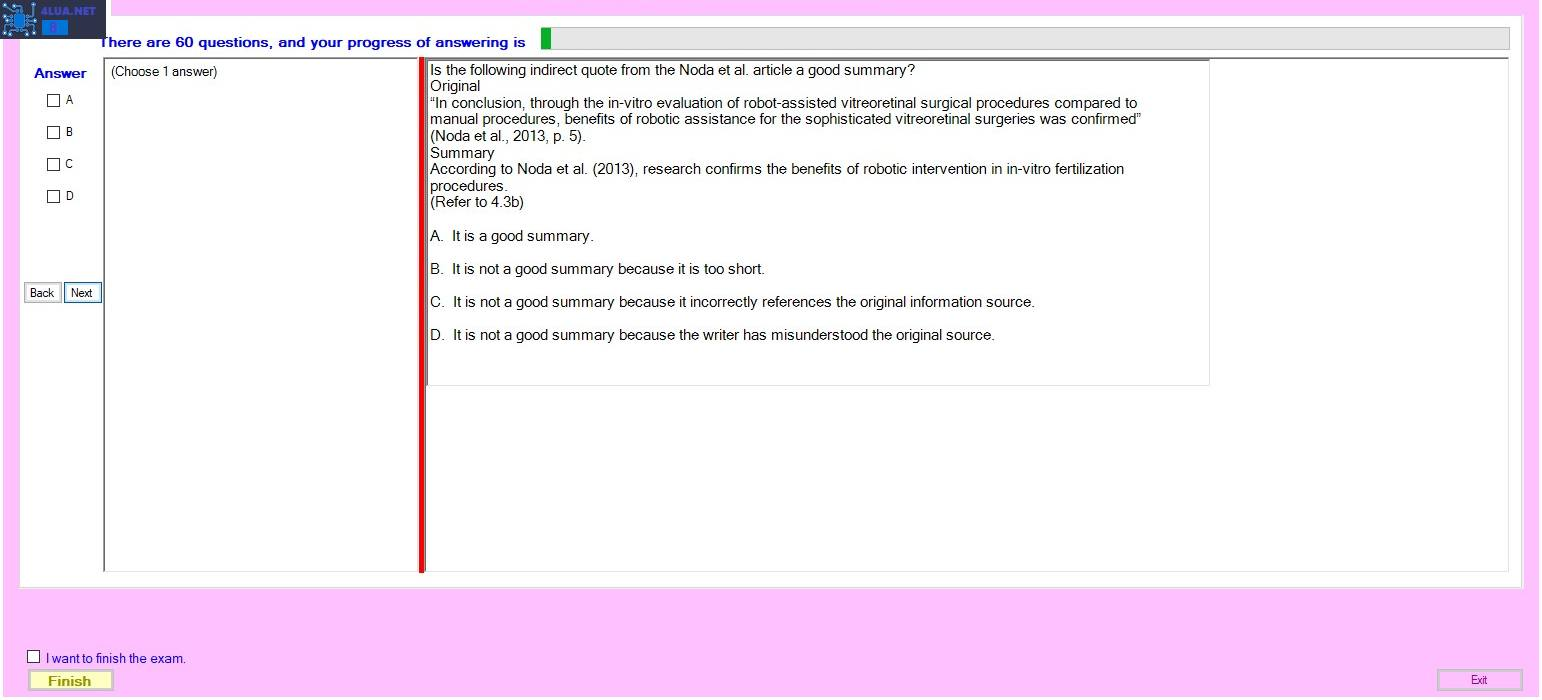 4LUA.NET
B
There are 60 questions, and your progress of answering is
Answer
(Choose 1 answer)
A
B
C
D
Back
Next
Is the following indirect quote from the Noda et al. article a good summary?
Original
“In conclusion, through the in-vitro evaluation of robot-assisted vitreoretinal surgical procedures compared to
manual procedures, benefits of robotic assistance for the sophisticated vitreoretinal surgeries was confirmed”
(Noda et al., 2013, p. 5).
Summary
According to Noda et al. (2013), research confirms the benefits of robotic intervention in in-vitro fertilization
procedures.
(Refer to 4.3b)
A. It is a good summary.
B. It is not a good summary because it is too short.
C. It is not a good summary because it incorrectly references the original information source.
D. It is not a good summary because the writer has misunderstood the original source.
I want to finish the exam.
Finish
Exit